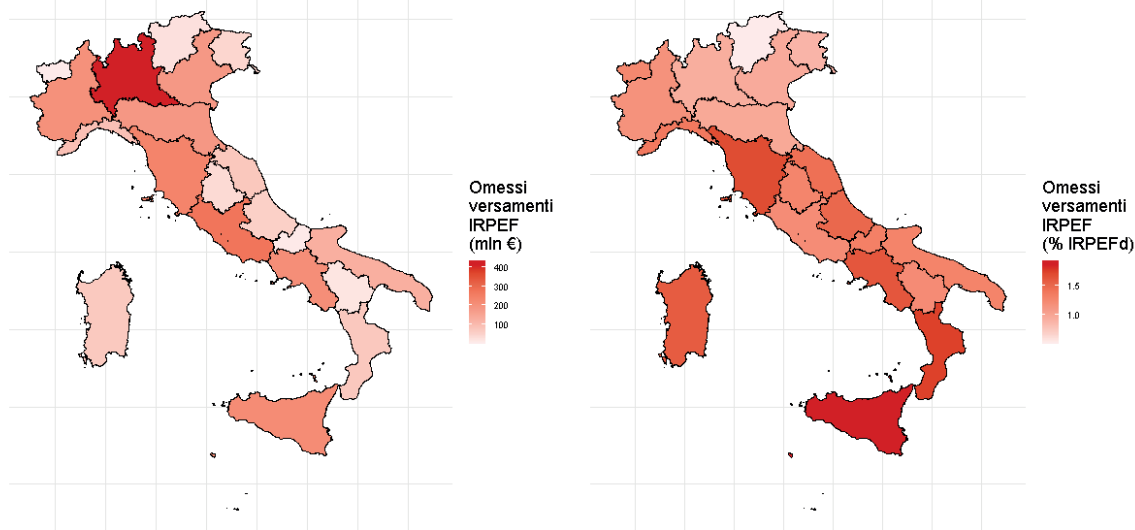 Omessi
versamenti
IRPEF
(mln €)
400
300
200
100
Omessi
versamenti
IRPEF
(% IRPEFd)
1.5
1.0